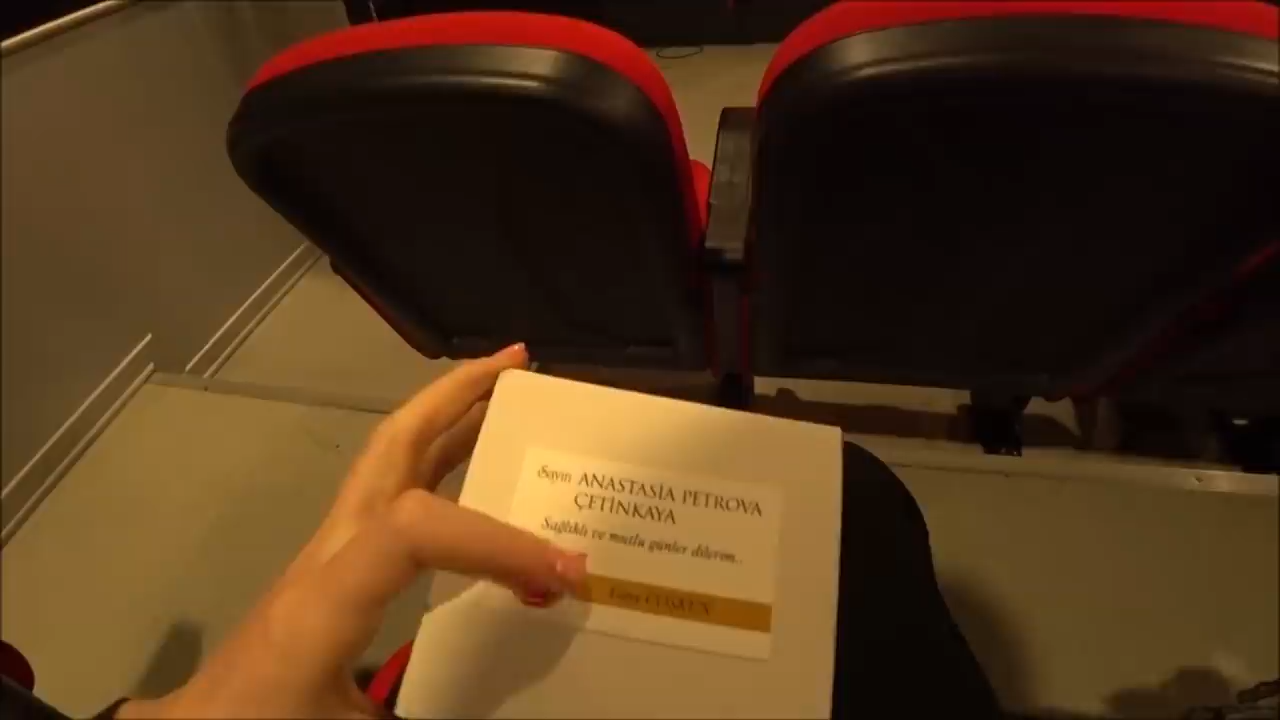 Sayın ANASTASİA PETROVA
ÇETİNKAYA
Sağlıklı ve mutlu günler dilerim..